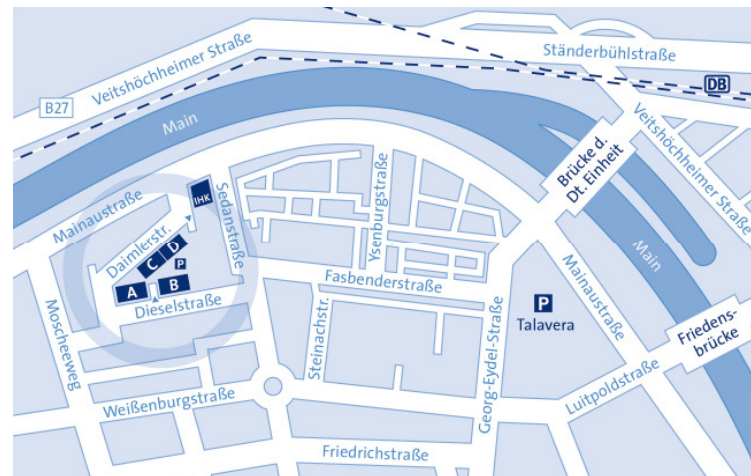 Veitshöchheimer Straße
Ständerbühlstraße
DB
B27
Main
Veitshöchheimer Straße
Brücke d.
Dt. Einheit
IHK
Sedanstraße
Ysenburgstraße
Mainaustraße
Daimlerstr.
D
C
P
A
B
Dieselstraße
Fasbenderstraße
Main
Mainaustraße
P
Talavera
Moscheeweg
Steinachstr.
Georg-Eydel-Straße
Friedens-
brücke
Luitpoldstraße
Weißenburgstraße
Friedrichstraße